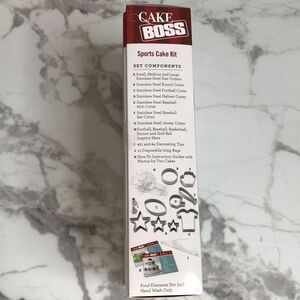 CAKE
BOSS
Sports Cake Kit
SET COMPONENTS
Small, Medium and Large
Stainless Steel Star Cutters
Stainless Steel Round Cutter
Stainless Steel Football Cutter
Stainless Steel Helmet Cutter
Stainless Steel Baseball
Mitt Cutter
Stainless Steel Baseball
Bat Cutter
Stainless Steel Jersey Cutter
Football, Baseball, Basketball,
Soccer and Golf Ball
Imprint Mats
#21 and #4 Decorating Tips
10 Disposable Icing Bags
How-To Instruction Guides with
Photos for Two Cakes
Food Elements Not Incl
Hand Wash Only